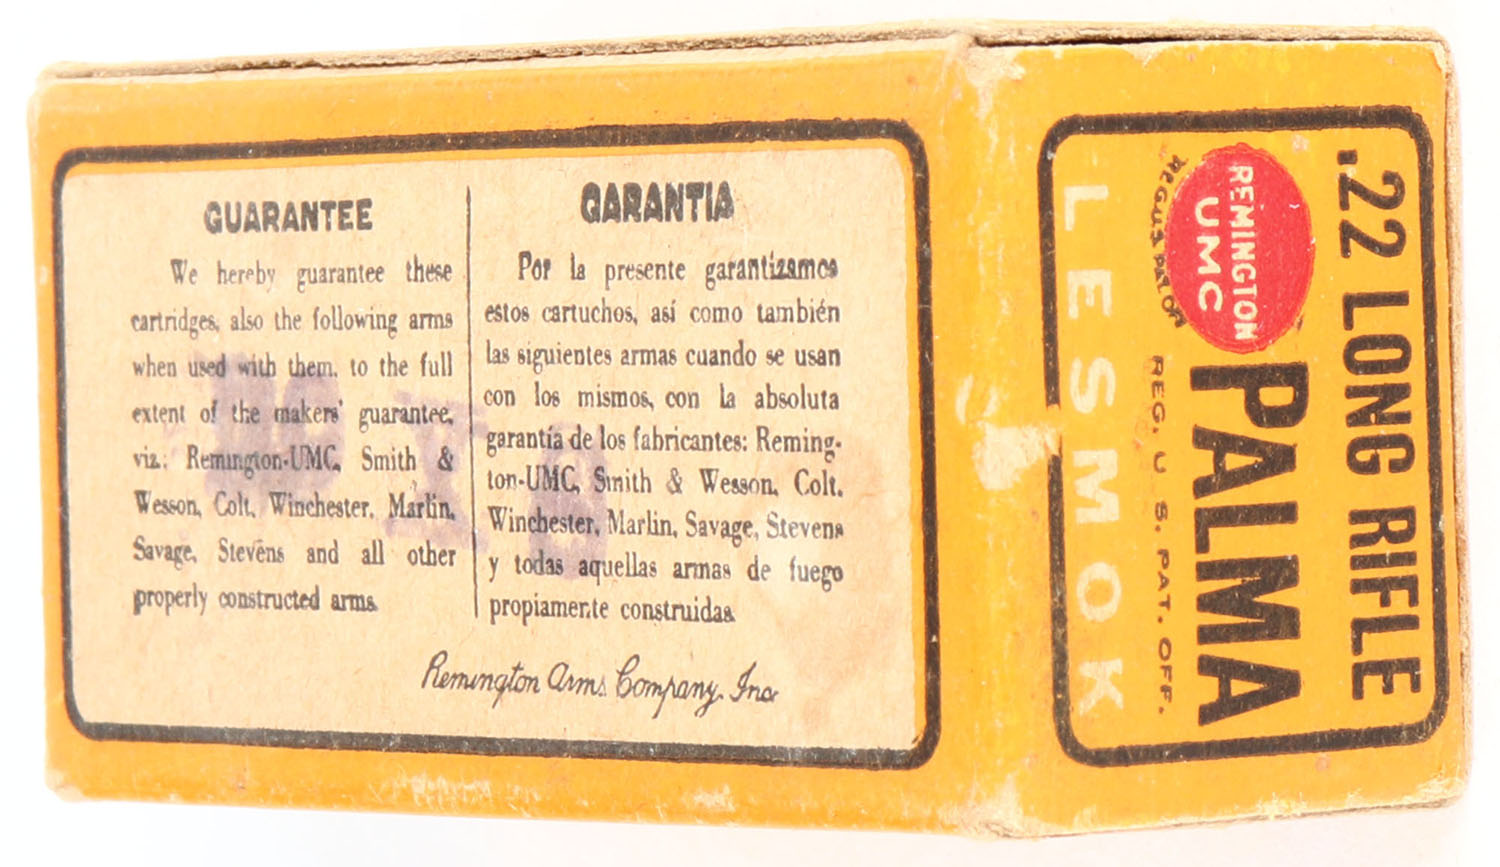 GUARANTEE
We hereby guarantee these
cartridges, also the following arms
when used with them, to the full
extent of the makers' guarantee,
viz.: Remington-UMC, Smith &
Wesson, Colt, Winchester, Marlin,
Savage, Stevens and all other
properly constructed arms.
GARANTIA
Por la presente garantizamos
estos cartuchos, así como también
las siguientes armas cuando se usan
con los mismos, con la absoluta
garantía de los fabricantes: Reming-
ton-UMC, Smith & Wesson, Colt,
Winchester, Marlin, Savage, Stevens
y todas aquellas armas de fuego
propiamente construidas.
Remington Arms Company, Inc.
.22 LONG RIFLE
REMINGTON
UMC
PALMA
REG. U. S. PAT. OFF.
LESMOK